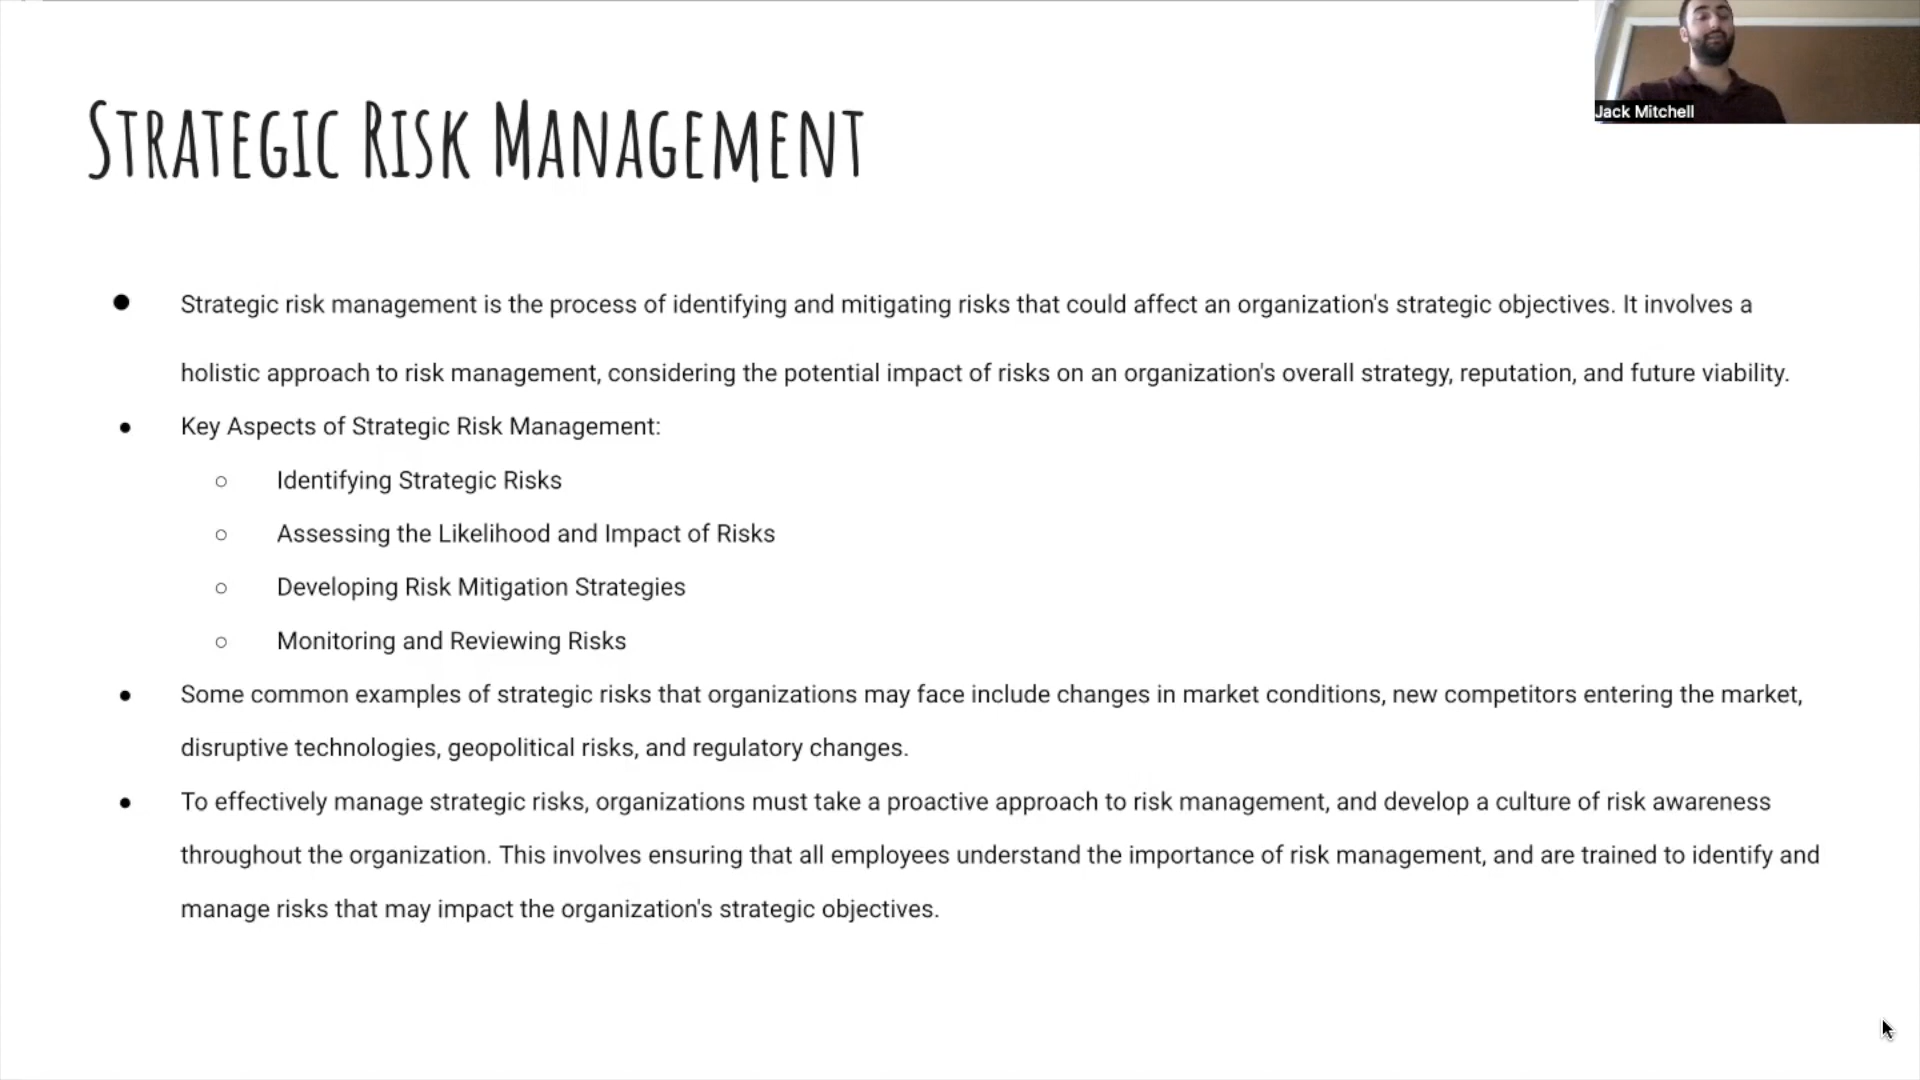 Jack Mitchell
STRATEGIC RISK MANAGEMENT
● Strategic risk management is the process of identifying and mitigating risks that could affect an organization's strategic objectives. It involves a
holistic approach to risk management, considering the potential impact of risks on an organization's overall strategy, reputation, and future viability.
● Key Aspects of Strategic Risk Management:
○ Identifying Strategic Risks
○ Assessing the Likelihood and Impact of Risks
○ Developing Risk Mitigation Strategies
○ Monitoring and Reviewing Risks
● Some common examples of strategic risks that organizations may face include changes in market conditions, new competitors entering the market,
disruptive technologies, geopolitical risks, and regulatory changes.
● To effectively manage strategic risks, organizations must take a proactive approach to risk management, and develop a culture of risk awareness
throughout the organization. This involves ensuring that all employees understand the importance of risk management, and are trained to identify and
manage risks that may impact the organization's strategic objectives.